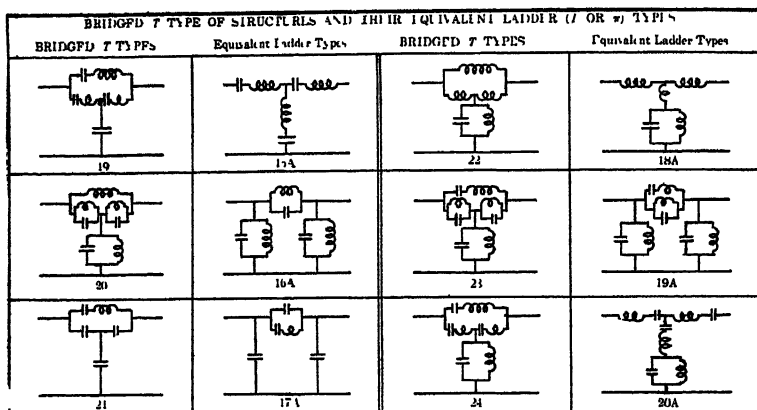 BRIDGED T TYPE OF STRUCTURES AND THEIR EQUIVALENT LADDER (T OR π) TYPES
BRIDGED T TYPES Equivalent Ladder Types BRIDGED T TYPES Equivalent Ladder Types
19 15A 22 18A
20 16A 23 19A
21 17A 24 20A